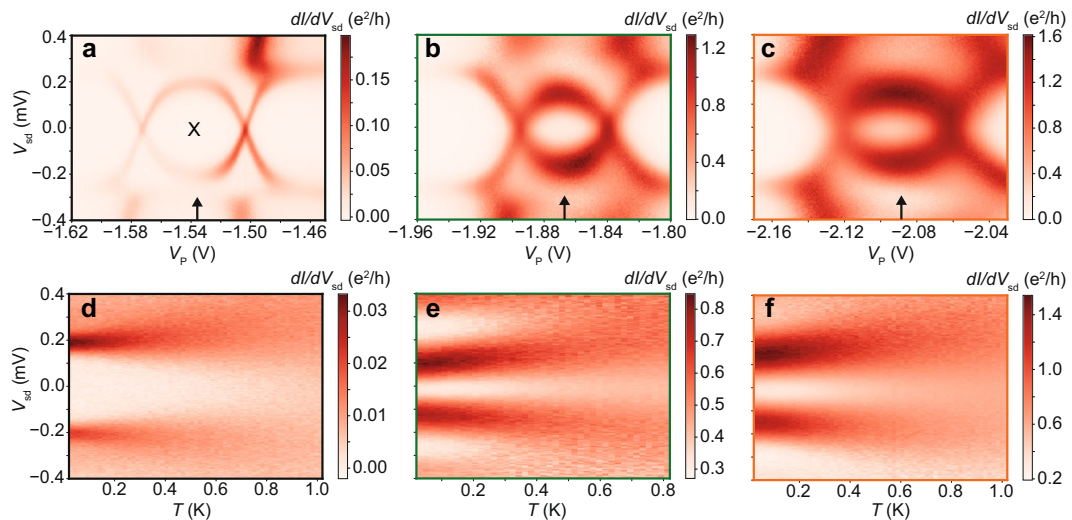 dI/dVsd (e²/h) dI/dVsd (e²/h) dI/dVsd (e²/h)
a b c
0.4 0.2 0.0 −0.2 −0.4
Vsd (mV)
X
0.15 0.10 0.05 0.00
1.2 0.8 0.4 0.0
1.6 1.2 0.8 0.4 0.0
−1.62 −1.58 −1.54 −1.50 −1.46
−1.96 −1.92 −1.88 −1.84 −1.80
−2.16 −2.12 −2.08 −2.04
VP (V) VP (V) VP (V)
dI/dVsd (e²/h) dI/dVsd (e²/h) dI/dVsd (e²/h)
d e f
0.4 0.2 0.0 −0.2 −0.4
Vsd (mV)
0.03 0.02 0.01 0.00
0.8 0.7 0.6 0.5 0.4 0.3
1.4 1.0 0.6 0.2
0.2 0.4 0.6 0.8 1.0
0.2 0.4 0.6 0.8
0.2 0.4 0.6 0.8 1.0
T (K) T (K) T (K)